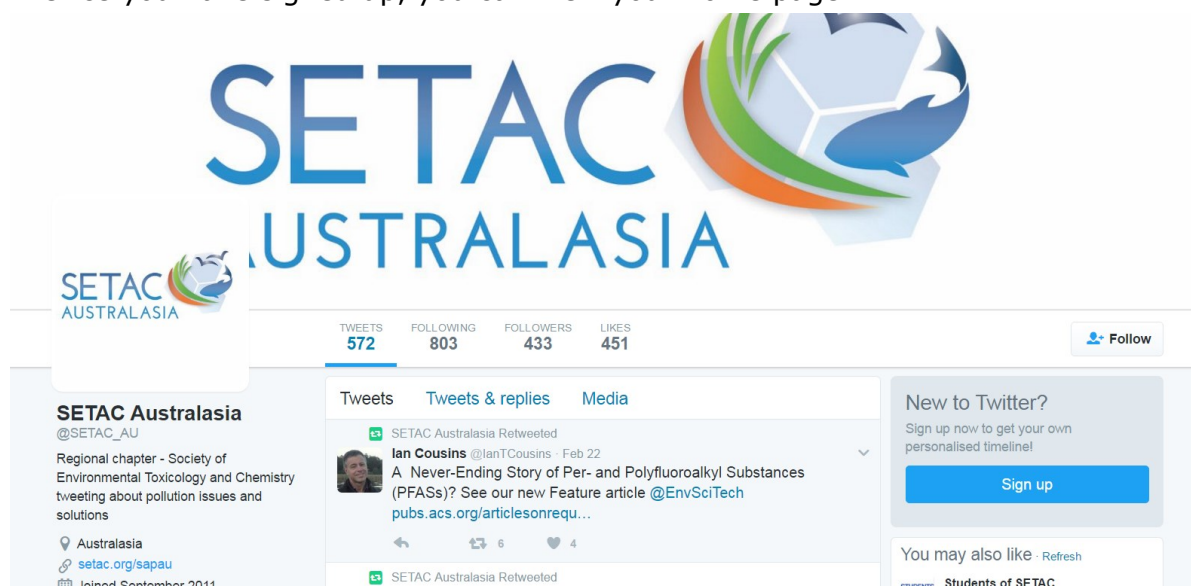 SETAC
AUSTRALASIA
SETAC
AUSTRALASIA
TWEETS
572
FOLLOWING
803
FOLLOWERS
433
LIKES
451
Follow
SETAC Australasia
@SETAC_AU
Regional chapter - Society of
Environmental Toxicology and Chemistry
tweeting about pollution issues and
solutions
Australasia
setac.org/sapau
Joined September 2011
Tweets Tweets & replies Media
SETAC Australasia Retweeted
Ian Cousins @IanTCousins · Feb 22
A Never-Ending Story of Per- and Polyfluoroalkyl Substances
(PFASs)? See our new Feature article @EnvSciTech
pubs.acs.org/articlesonrequ…
6 4
SETAC Australasia Retweeted
New to Twitter?
Sign up now to get your own
personalised timeline!
Sign up
You may also like · Refresh
Students of SETAC